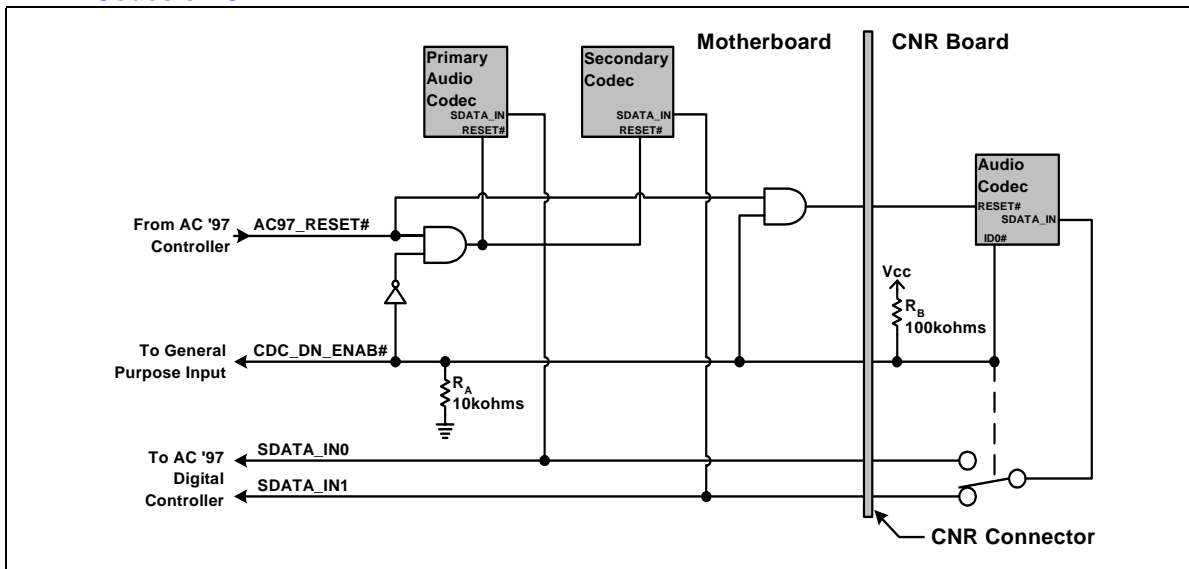 Motherboard
CNR Board
Primary
Audio
Codec
SDATA_IN
RESET#
Secondary
Codec
SDATA_IN
RESET#
Audio
Codec
RESET#
SDATA_IN
ID0#
From AC '97
Controller
AC97_RESET#
Vcc
RB
100kohms
To General
Purpose Input
CDC_DN_ENAB#
RA
10kohms
To AC '97
Digital
Controller
SDATA_IN0
SDATA_IN1
CNR Connector